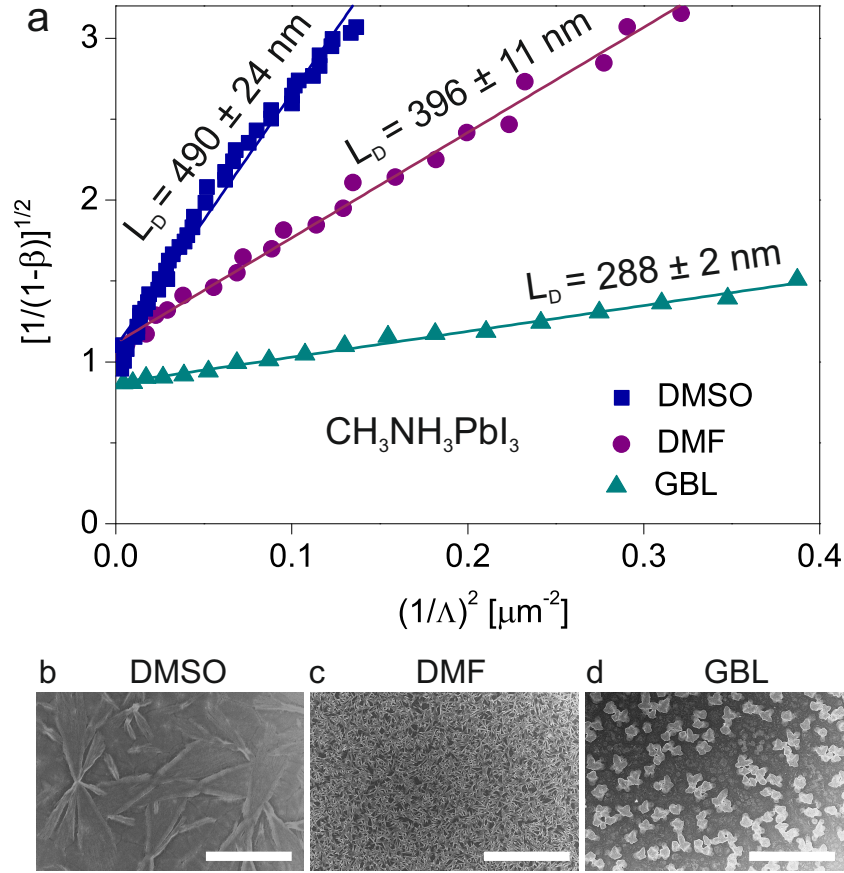 a
L_D = 490 ± 24 nm
L_D = 396 ± 11 nm
L_D = 288 ± 2 nm
[1/(1-β)]^1/2
3
2
1
0
0.0 0.1 0.2 0.3 0.4
(1/Λ)² [μm⁻²]
CH₃NH₃PbI₃
DMSO
DMF
GBL
b DMSO
c DMF
d GBL